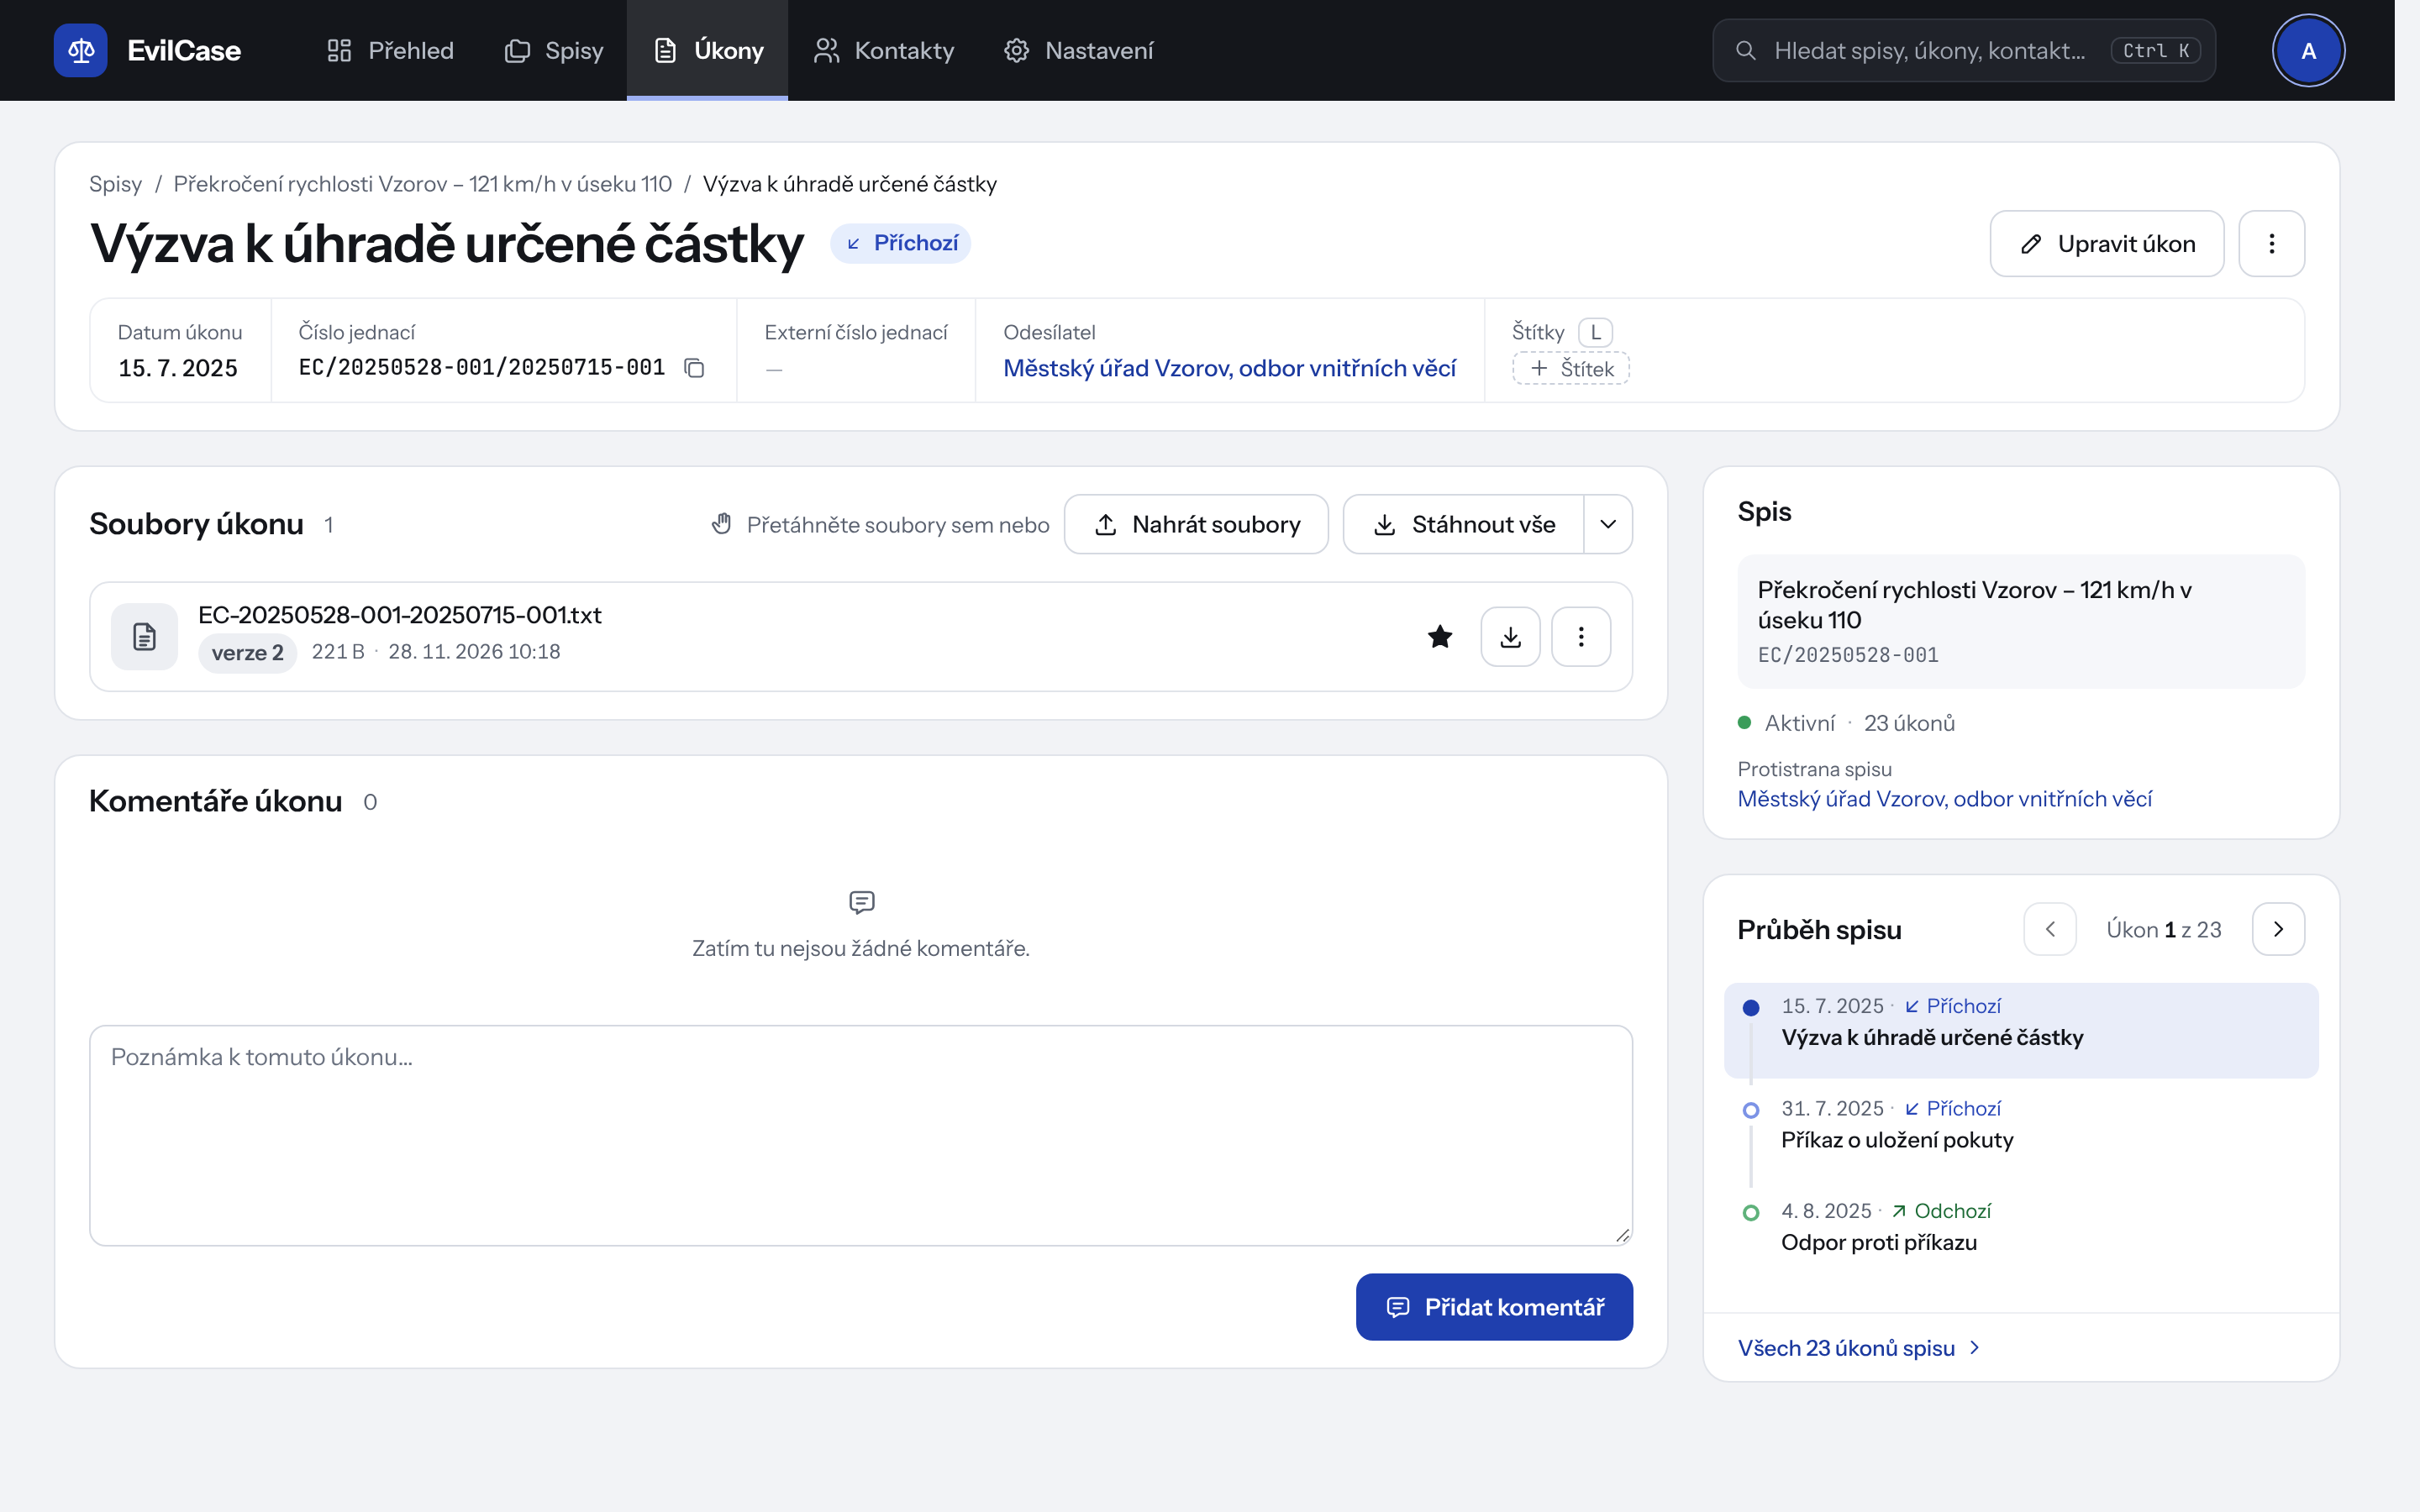 EvilCase
Přehled
Spisy
Úkony
Kontakty
Nastavení
Hledat spisy, úkony, kontakt...
Ctrl K
A
Spisy / Překročení rychlosti Vzorov – 121 km/h v úseku 110 / Výzva k úhradě určené částky
Výzva k úhradě určené částky
Příchozí
Upravit úkon
Datum úkonu
15. 7. 2025
Číslo jednací
EC/20250528-001/20250715-001
Externí číslo jednací
—
Odesílatel
Městský úřad Vzorov, odbor vnitřních věcí
Štítky L
Štítek
Soubory úkonu 1
Přetáhněte soubory sem nebo
Nahrát soubory
Stáhnout vše
EC-20250528-001-20250715-001.txt
verze 2 221 B · 28. 11. 2026 10:18
Komentáře úkonu 0
Zatím tu nejsou žádné komentáře.
Poznámka k tomuto úkonu...
Přidat komentář
Spis
Překročení rychlosti Vzorov – 121 km/h v
úseku 110
EC/20250528-001
Aktivní · 23 úkonů
Protistrana spisu
Městský úřad Vzorov, odbor vnitřních věcí
Průběh spisu
Úkon 1 z 23
15. 7. 2025 · Příchozí
Výzva k úhradě určené částky
31. 7. 2025 · Příchozí
Příkaz o uložení pokuty
4. 8. 2025 · Odchozí
Odpor proti příkazu
Všech 23 úkonů spisu